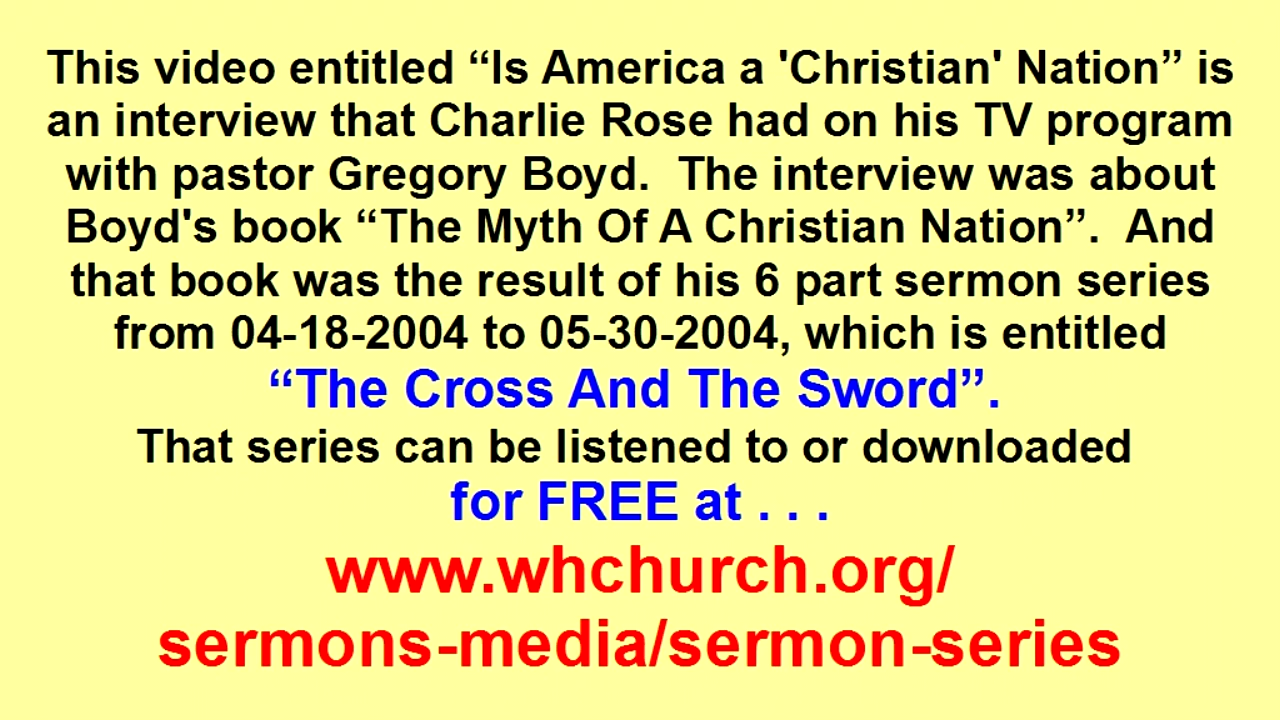 This video entitled “Is America a 'Christian' Nation” is
an interview that Charlie Rose had on his TV program
with pastor Gregory Boyd.  The interview was about
Boyd's book “The Myth Of A Christian Nation”.  And
that book was the result of his 6 part sermon series
from 04-18-2004 to 05-30-2004, which is entitled
“The Cross And The Sword”.
That series can be listened to or downloaded
for FREE at . . .
www.whchurch.org/
sermons-media/sermon-series